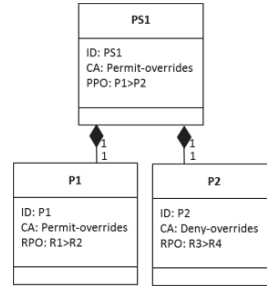 PS1
ID: PS1
CA: Permit-overrides
PPO: P1>P2
1
1
1
1
P1
ID: P1
CA: Permit-overrides
RPO: R1>R2
P2
ID: P2
CA: Deny-overrides
RPO: R3>R4